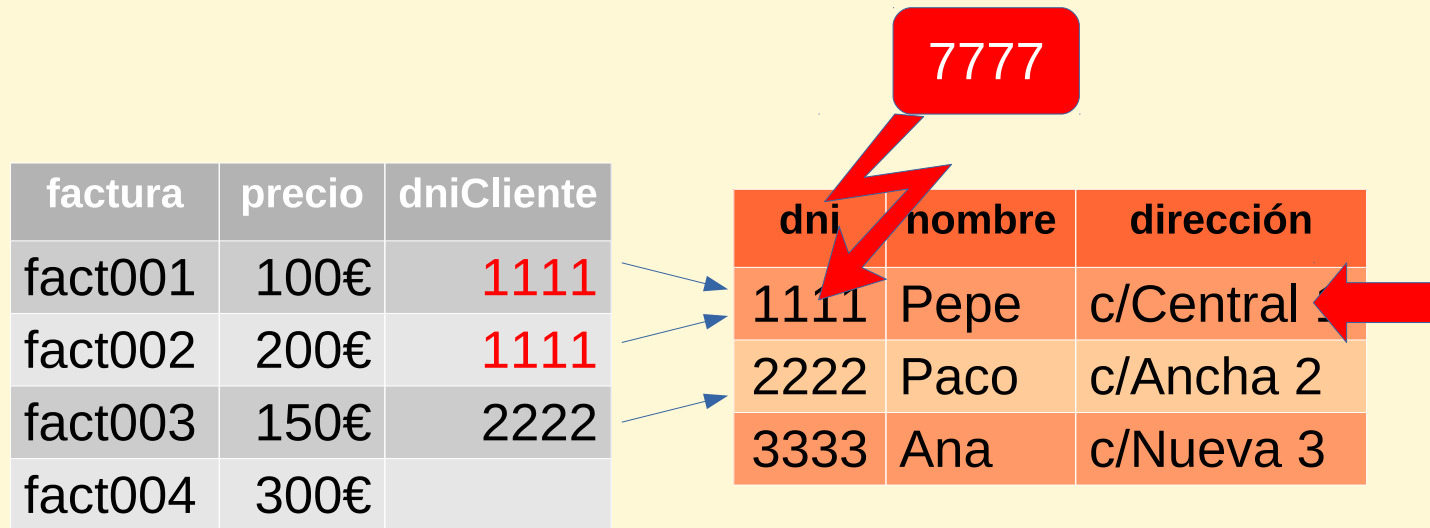 7777
factura precio dniCliente
fact001 100€ 1111
fact002 200€ 1111
fact003 150€ 2222
fact004 300€
dni nombre dirección
1111 Pepe c/Central 1
2222 Paco c/Ancha 2
3333 Ana c/Nueva 3